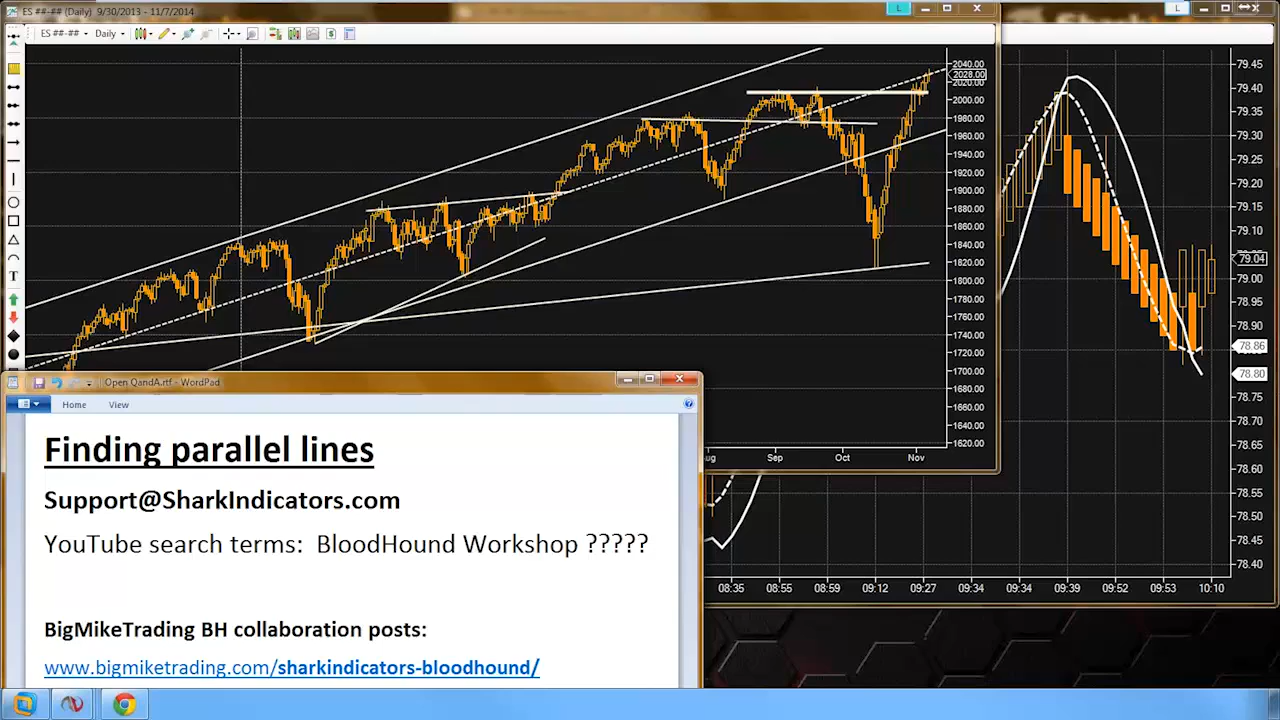 ES ##-## (Daily) 9/30/2013 - 11/7/2014
L
L
ES ##-##
Daily
T
2040.00
2028.00
2020.00
2000.00
1980.00
1960.00
1940.00
1920.00
1900.00
1880.00
1860.00
1840.00
1820.00
1800.00
1780.00
1760.00
1740.00
1720.00
1700.00
1680.00
1660.00
1640.00
1620.00
Sep
Oct
Nov
79.45
79.40
79.35
79.30
79.25
79.20
79.15
79.10
79.04
79.00
78.95
78.90
78.86
78.80
78.75
78.70
78.65
78.60
78.55
78.50
78.45
78.40
08:35 08:55 08:59 09:12 09:27 09:34 09:34 09:39 09:52 09:53 10:10
Open QandA.rtf - WordPad
Home View
Finding parallel lines
Support@SharkIndicators.com
YouTube search terms: BloodHound Workshop ?????
BigMikeTrading BH collaboration posts:
www.bigmiketrading.com/sharkindicators-bloodhound/